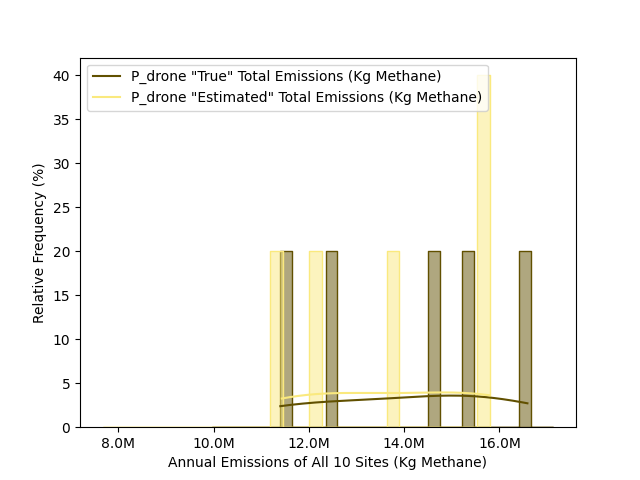 P_drone "True" Total Emissions (Kg Methane)
P_drone "Estimated" Total Emissions (Kg Methane)
40
35
30
25
20
15
10
5
0
Relative Frequency (%)
8.0M 10.0M 12.0M 14.0M 16.0M
Annual Emissions of All 10 Sites (Kg Methane)